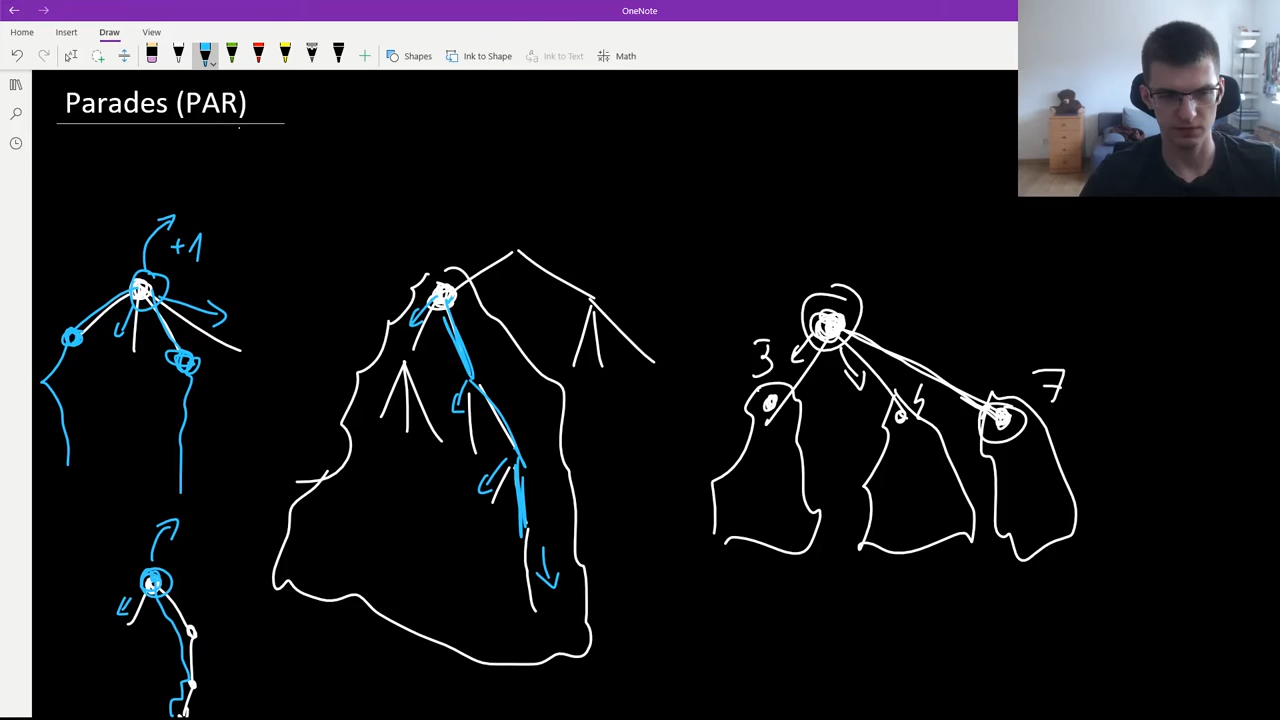 OneNote
Home Insert Draw View
Shapes Ink to Shape Ink to Text Math
Parades (PAR)
+1
3
7